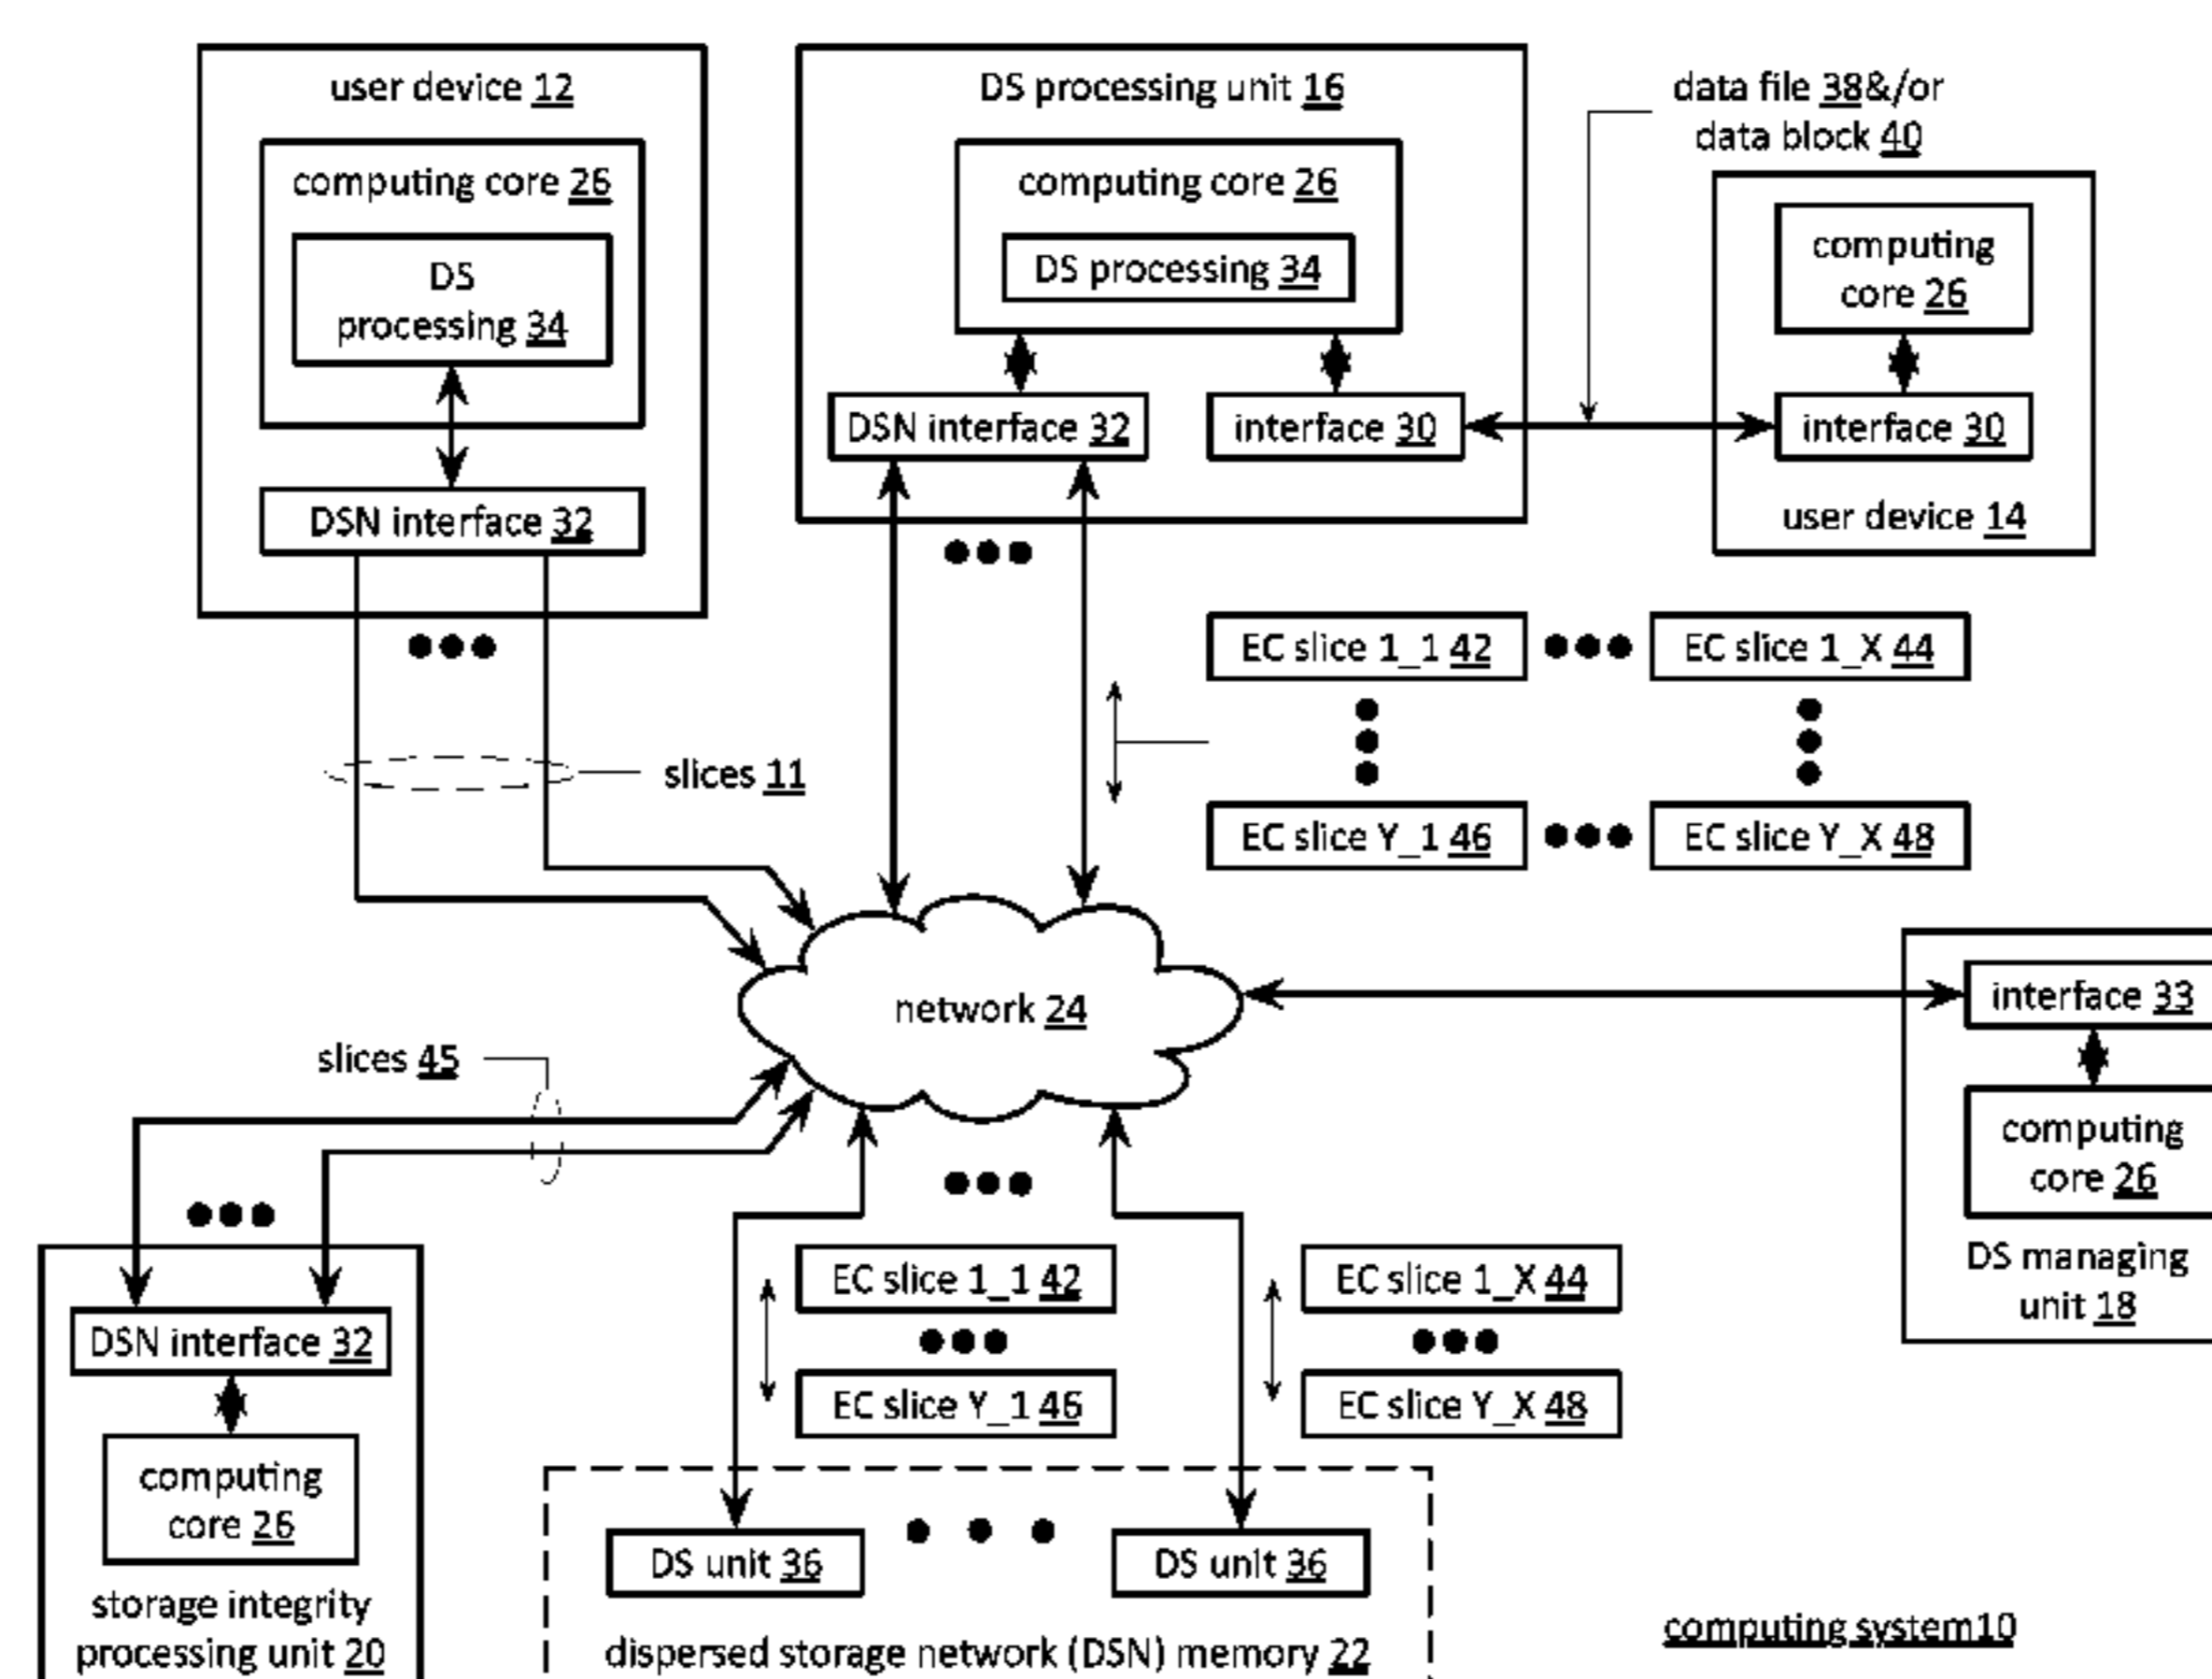 user device 12
computing core 26
DS
processing 34
DSN interface 32
slices 11
DS processing unit 16
computing core 26
DS processing 34
DSN interface 32
interface 30
data file 38&/or
data block 40
computing
core 26
interface 30
user device 14
EC slice 1_1 42
EC slice 1_X 44
EC slice Y_1 46
EC slice Y_X 48
network 24
interface 33
computing
core 26
DS managing
unit 18
slices 45
DSN interface 32
computing
core 26
storage integrity
processing unit 20
EC slice 1_1 42
EC slice Y_1 46
EC slice 1_X 44
EC slice Y_X 48
DS unit 36
DS unit 36
dispersed storage network (DSN) memory 22
computing system10